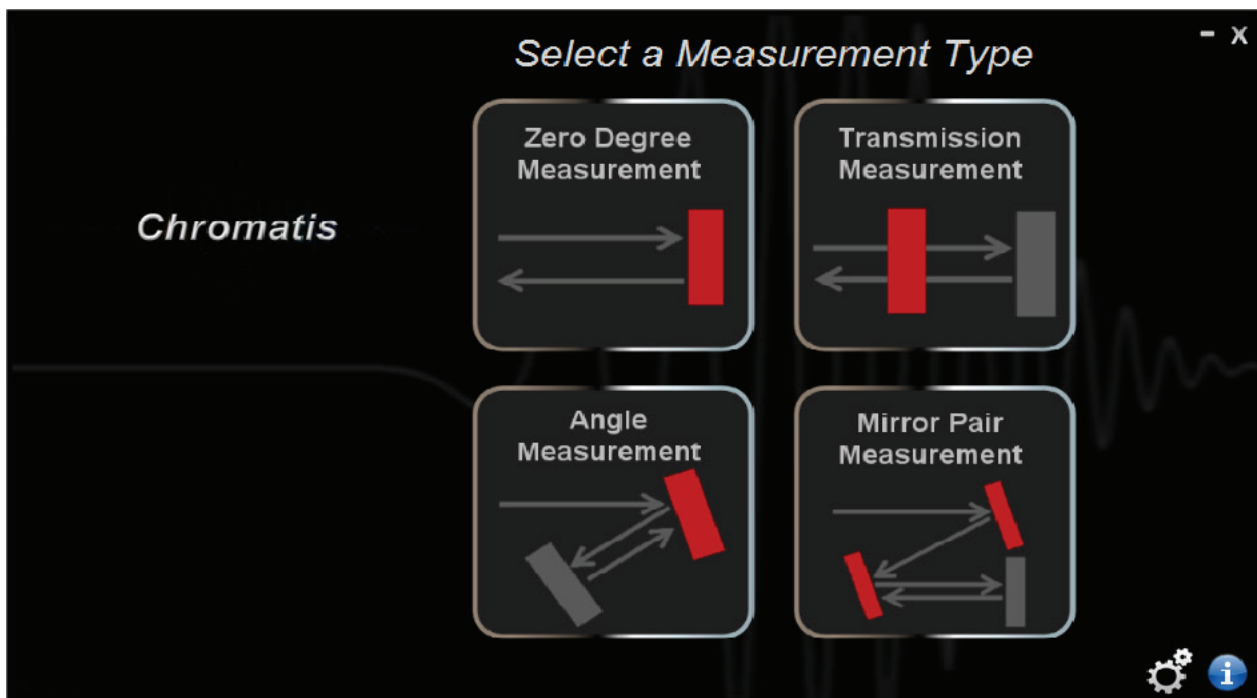 Select a Measurement Type
- X
Chromatis
Zero Degree
Measurement
Transmission
Measurement
Angle
Measurement
Mirror Pair
Measurement
i